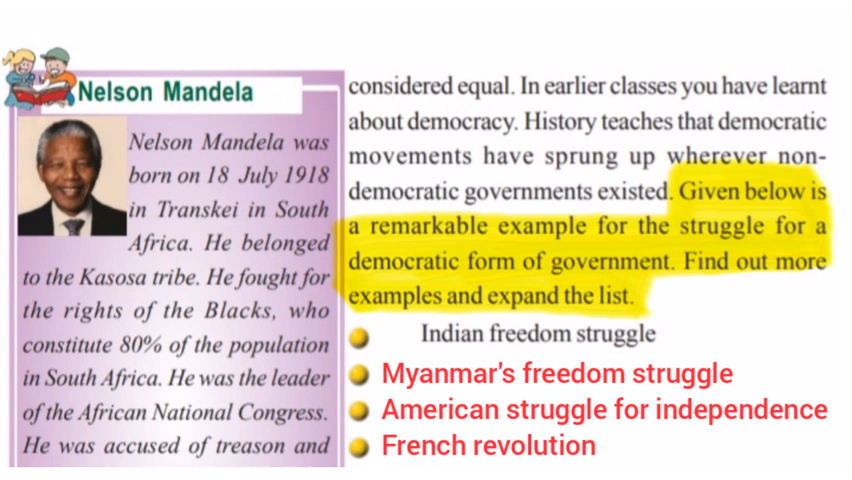 Nelson Mandela
Nelson Mandela was
born on 18 July 1918
in Transkei in South
Africa. He belonged
to the Kasosa tribe. He fought for
the rights of the Blacks, who
constitute 80% of the population
in South Africa. He was the leader
of the African National Congress.
He was accused of treason and
considered equal. In earlier classes you have learnt
about democracy. History teaches that democratic
movements have sprung up wherever non-
democratic governments existed. Given below is
a remarkable example for the struggle for a
democratic form of government. Find out more
examples and expand the list.
Indian freedom struggle
Myanmar's freedom struggle
American struggle for independence
French revolution